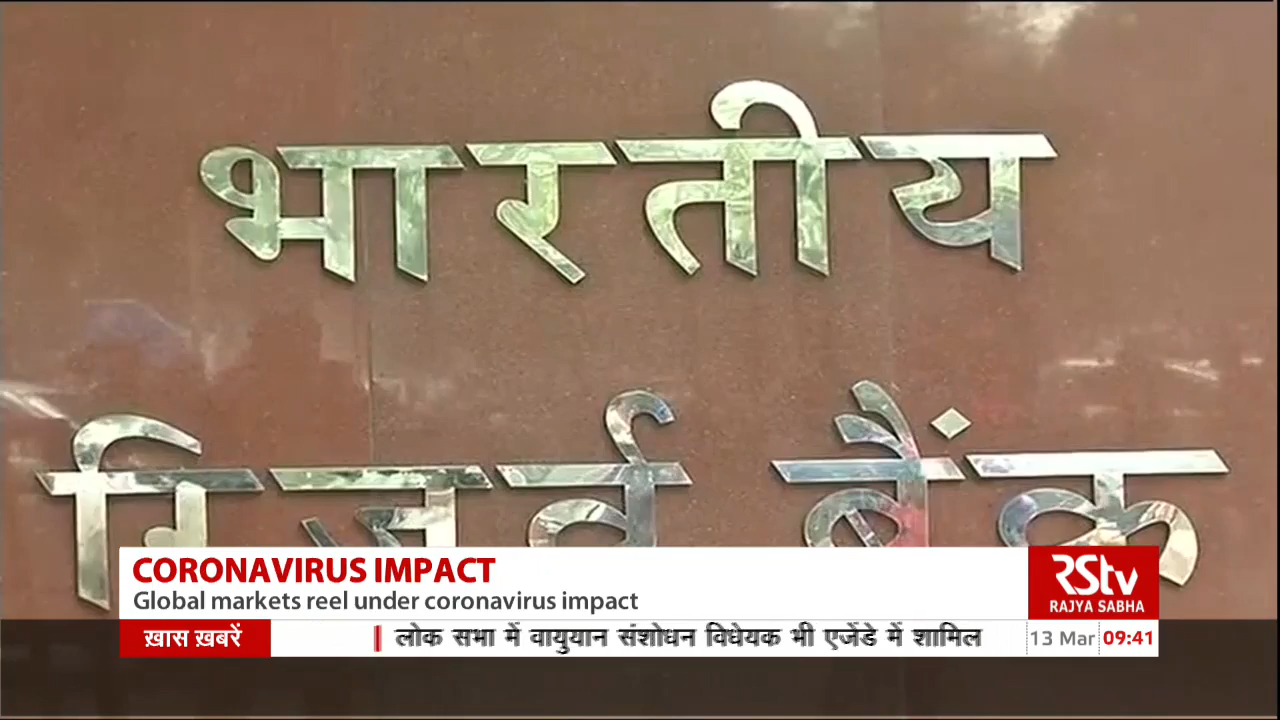 भारतीय
रिज़र्व बैंक
CORONAVIRUS IMPACT
Global markets reel under coronavirus impact
RStv
RAJYA SABHA
ख़ास ख़बरें
लोक सभा में वायुयान संशोधन विधेयक भी एजेंडे में शामिल
13 Mar 09:41